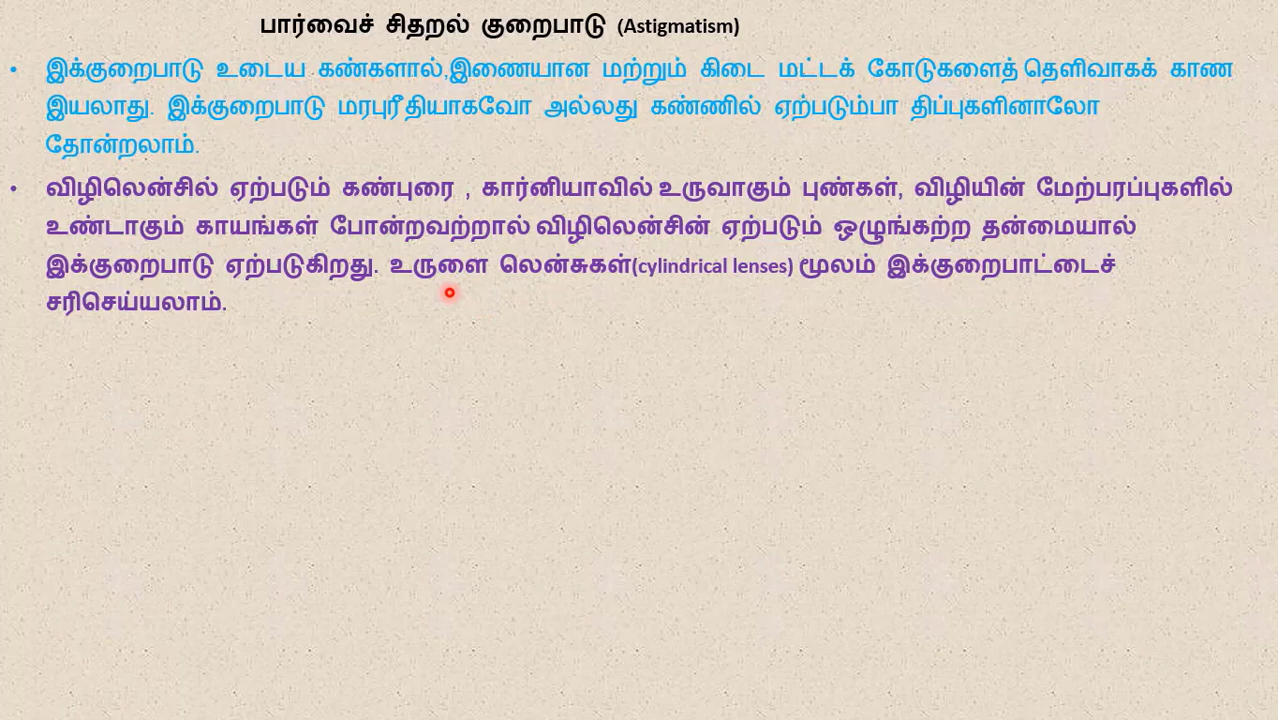 பார்வைச் சிதறல் குறைபாடு (Astigmatism)
• இக்குறைபாடு உடைய கண்களால்,இணையான மற்றும் கிடை மட்டக் கோடுகளைத் தெளிவாகக் காண
இயலாது. இக்குறைபாடு மரபுரீதியாகவோ அல்லது கண்ணில் ஏற்படும்பா திப்புகளினாலோ
தோன்றலாம்.
• விழிலென்சில் ஏற்படும் கண்புரை , கார்னியாவில் உருவாகும் புண்கள், விழியின் மேற்பரப்புகளில்
உண்டாகும் காயங்கள் போன்றவற்றால் விழிலென்சின் ஏற்படும் ஒழுங்கற்ற தன்மையால்
இக்குறைபாடு ஏற்படுகிறது. உருளை லென்சுகள்(cylindrical lenses) மூலம் இக்குறைபாட்டைச்
சரிசெய்யலாம்.